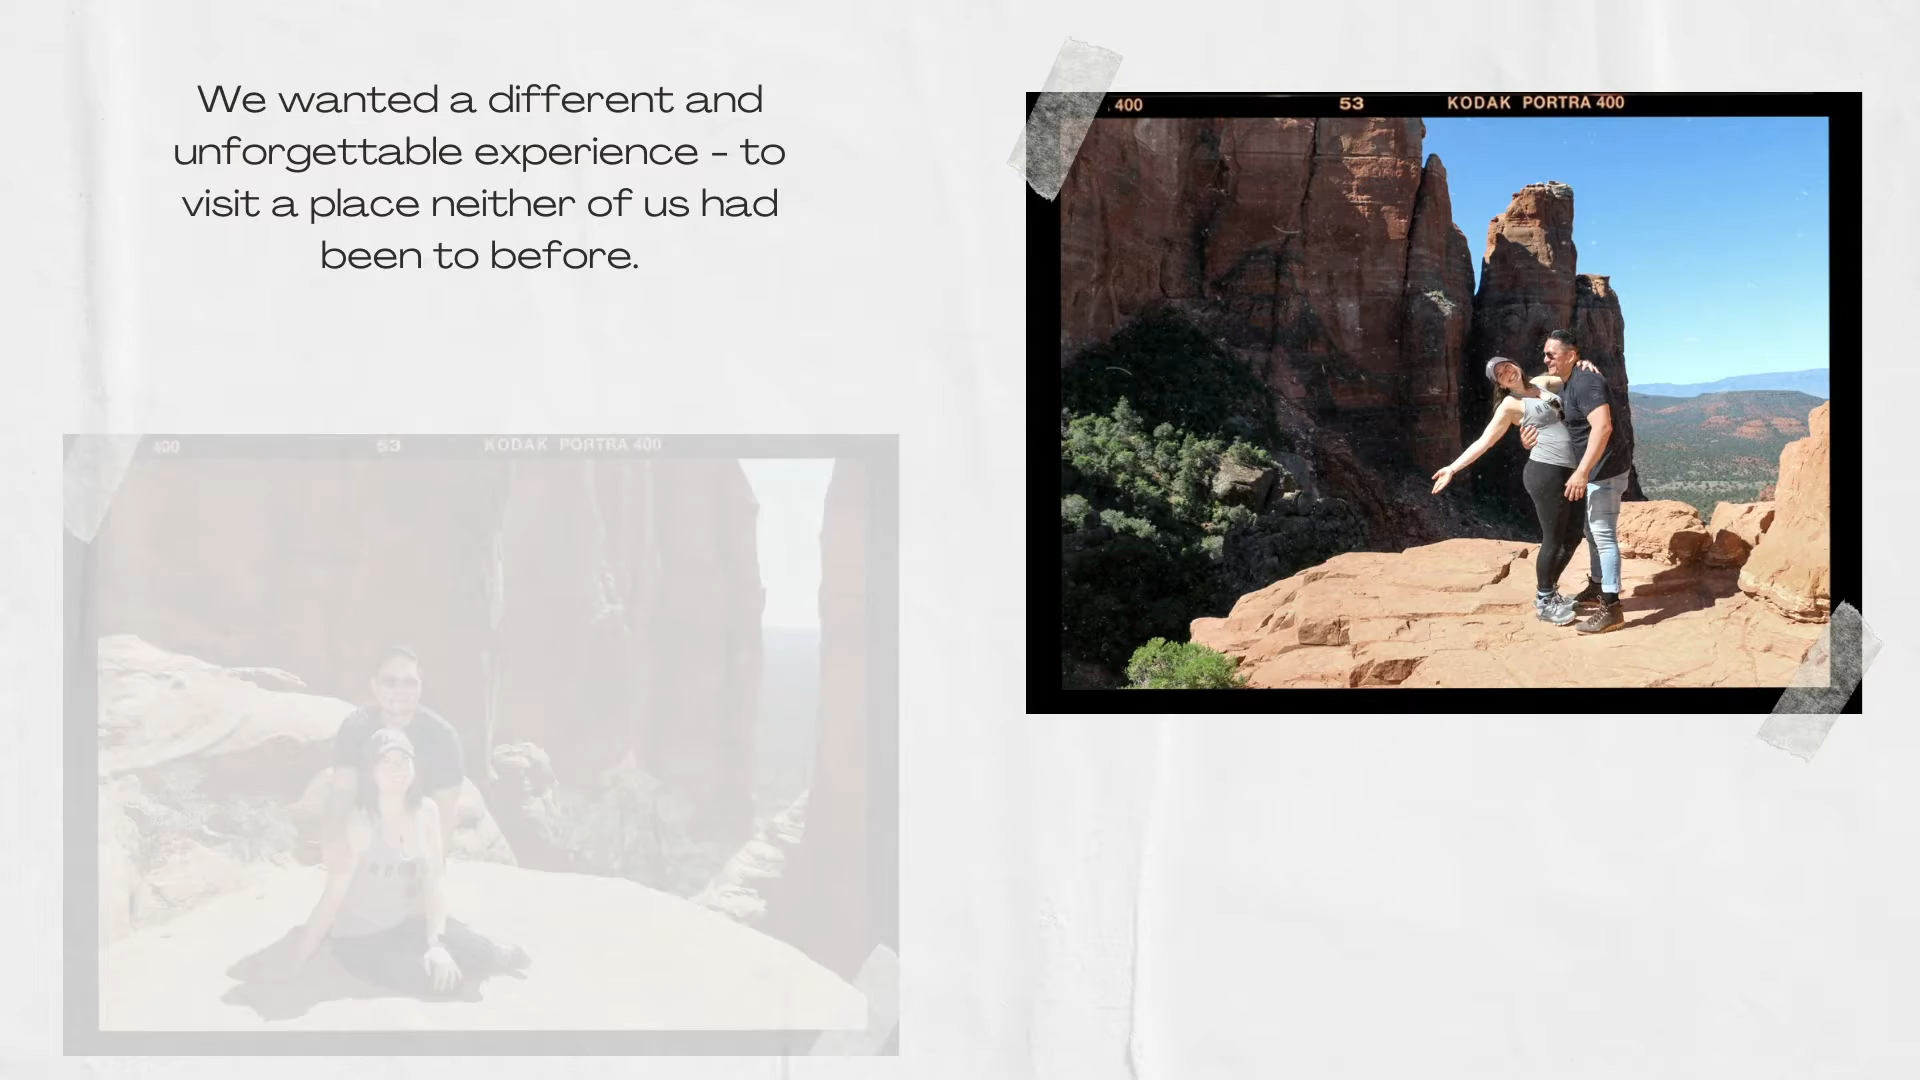 We wanted a different and
unforgettable experience - to
visit a place neither of us had
been to before.
400 53 KODAK PORTRA 400
400 53 KODAK PORTRA 400